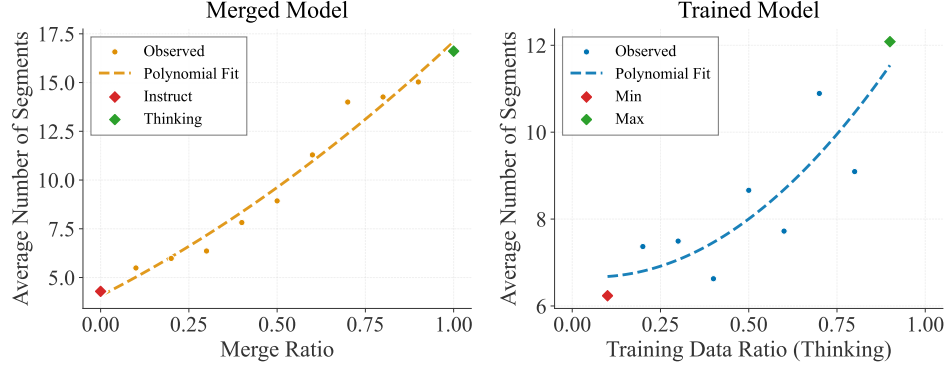 Merged Model
Average Number of Segments
17.5
15.0
12.5
10.0
7.5
5.0
Observed
Polynomial Fit
Instruct
Thinking
0.00
0.25
0.50
0.75
1.00
Merge Ratio
Trained Model
Average Number of Segments
12
10
8
6
Observed
Polynomial Fit
Min
Max
0.00
0.25
0.50
0.75
1.00
Training Data Ratio (Thinking)